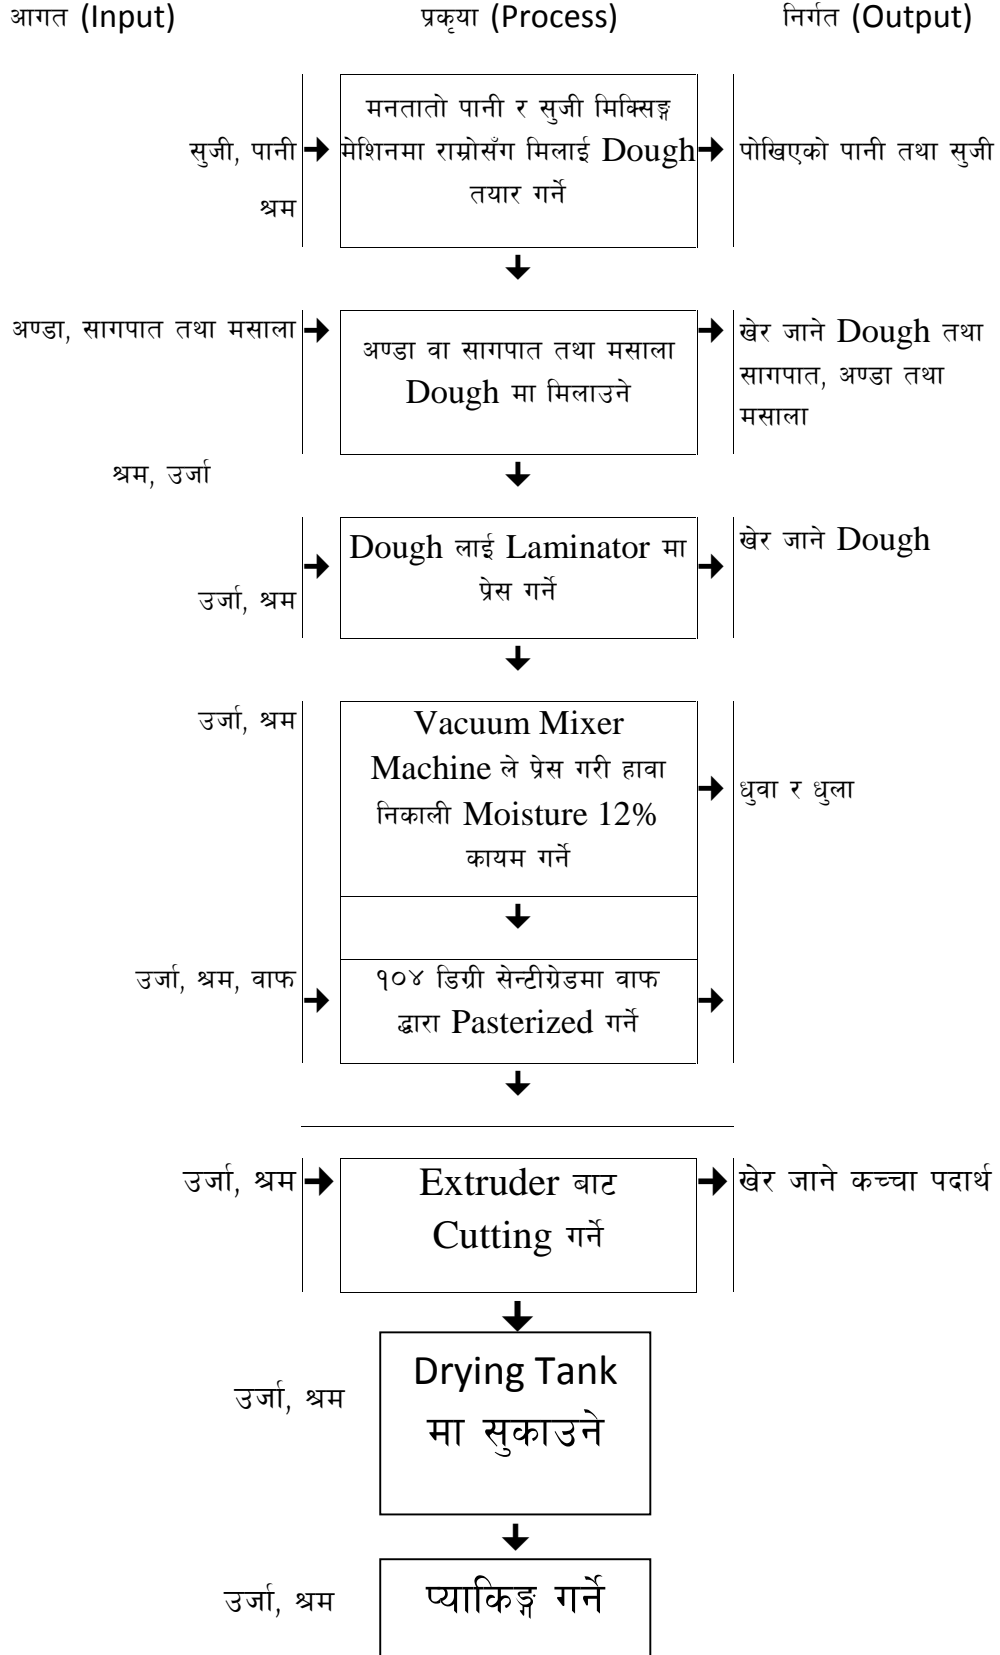 आगत (Input) प्रकृया (Process) निर्गत (Output)
मनतातो पानी र सुजी मिक्सिङ्ग
सुजी, पानी मेशिनमा राम्रोसँग मिलाई Dough पोखिएको पानी तथा सुजी
श्रम तयार गर्ने
अण्डा, सागपात तथा मसाला
अण्डा वा सागपात तथा मसाला
Dough मा मिलाउने
खेर जाने Dough तथा
सागपात, अण्डा तथा
मसाला
श्रम, उर्जा
Dough लाई Laminator मा
प्रेस गर्ने
खेर जाने Dough
उर्जा, श्रम
उर्जा, श्रम
Vacuum Mixer
Machine ले प्रेस गरी हावा
निकाली Moisture 12%
कायम गर्ने
धुवा र धुला
उर्जा, श्रम, वाफ
१०४ डिग्री सेन्टीग्रेडमा वाफ
द्धारा Pasterized गर्ने
उर्जा, श्रम
Extruder बाट
Cutting गर्ने
खेर जाने कच्चा पदार्थ
उर्जा, श्रम
Drying Tank
मा सुकाउने
उर्जा, श्रम
प्याकिङ्ग गर्ने